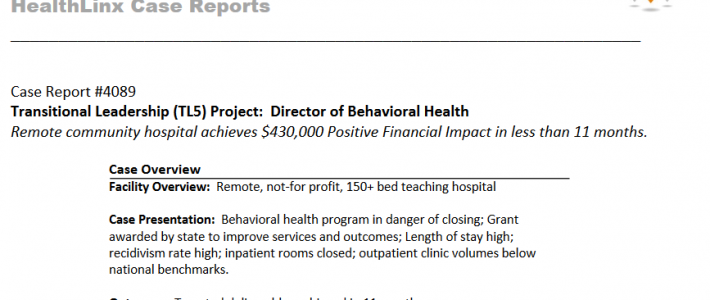 HealthLinx Case Reports
Case Report #4089
Transitional Leadership (TL5) Project:  Director of Behavioral Health
Remote community hospital achieves $430,000 Positive Financial Impact in less than 11 months.
Case Overview
Facility Overview:  Remote, not-for profit, 150+ bed teaching hospital
Case Presentation:  Behavioral health program in danger of closing; Grant
awarded by state to improve services and outcomes; Length of stay high;
recidivism rate high; inpatient rooms closed; outpatient clinic volumes below
national benchmarks.